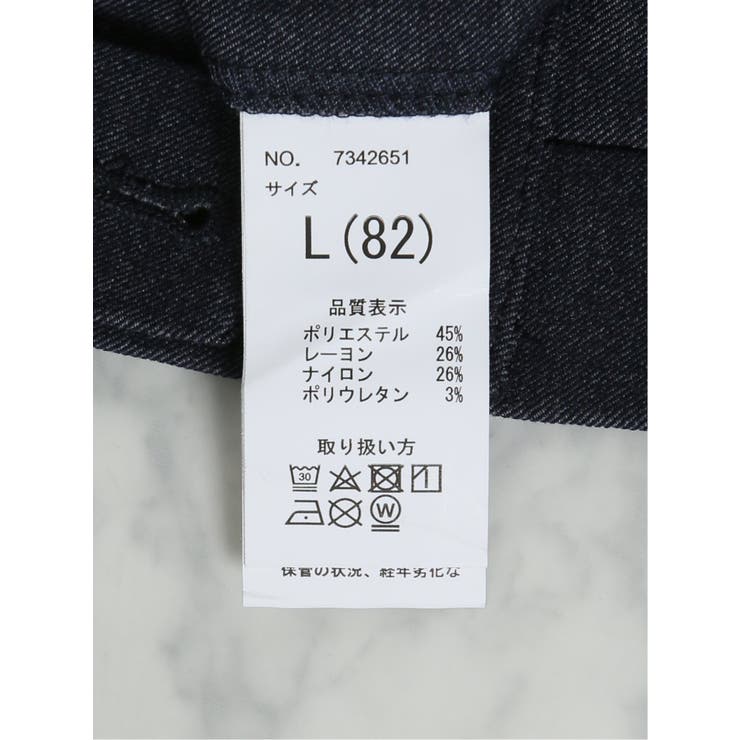 NO. 7342651
サイズ
L(82)
品質表示
ポリエステル 45%
レーヨン 26%
ナイロン 26%
ポリウレタン 3%
取り扱い方
30
W
保管の状況、経年劣化な